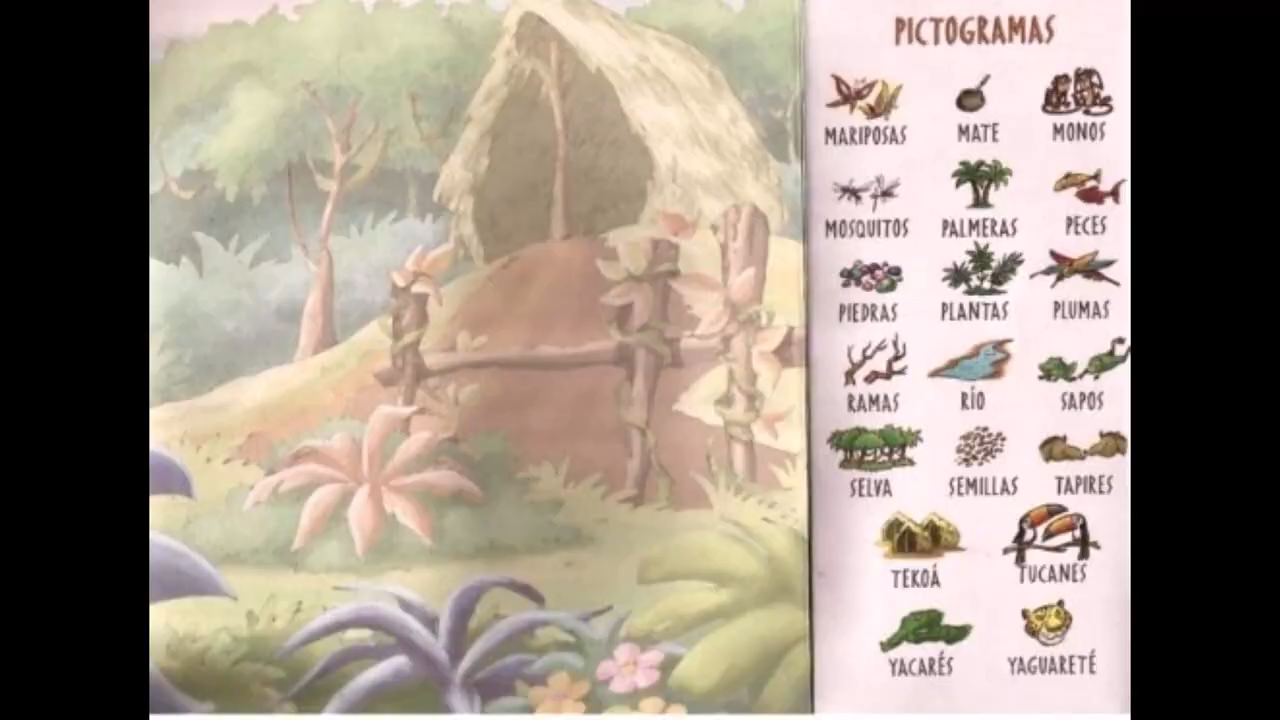 PICTOGRAMAS
MARIPOSAS MATE MONOS
MOSQUITOS PALMERAS PECES
PIEDRAS PLANTAS PLUMAS
RAMAS RÍO SAPOS
SELVA SEMILLAS TAPIRES
TEKOÁ TUCANES
YACARÉS YAGUARETÉ